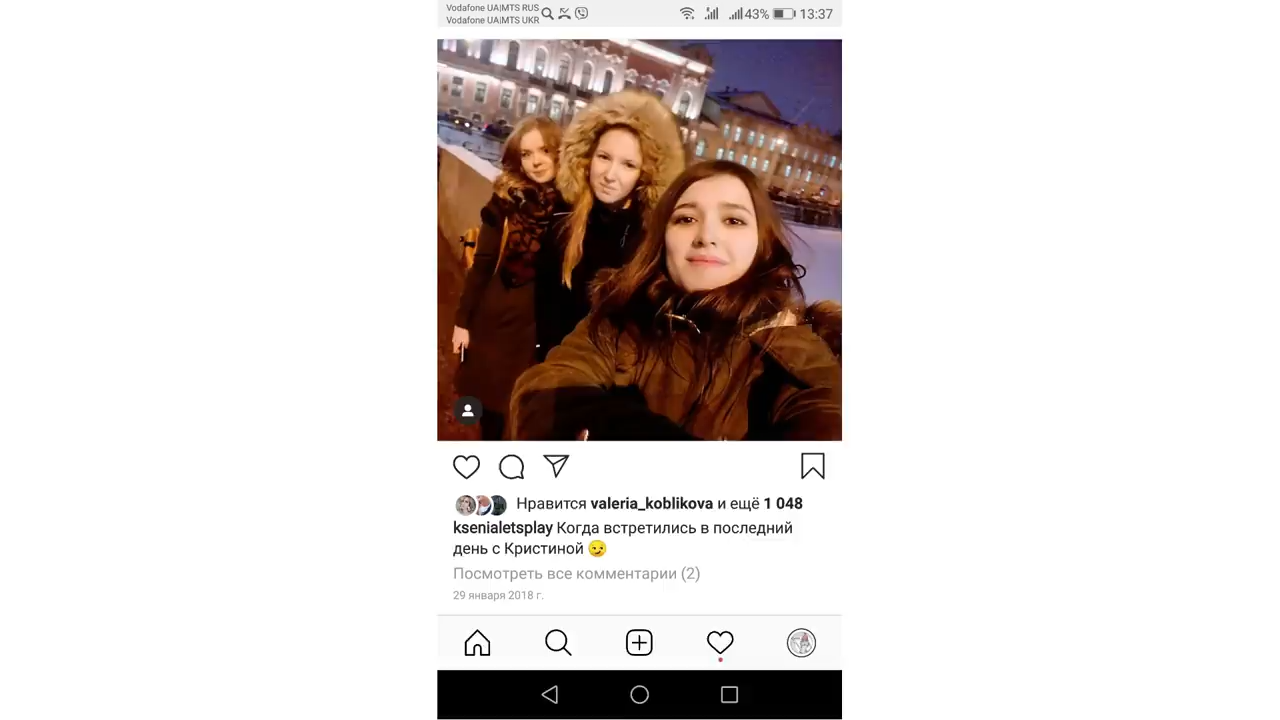 Vodafone UA|MTS RUS
Vodafone UA|MTS UKR
43% 13:37
Нравится valeria_koblikova и ещё 1 048
ksenialetsplay Когда встретились в последний
день с Кристиной 😏
Посмотреть все комментарии (2)
29 января 2018 г.